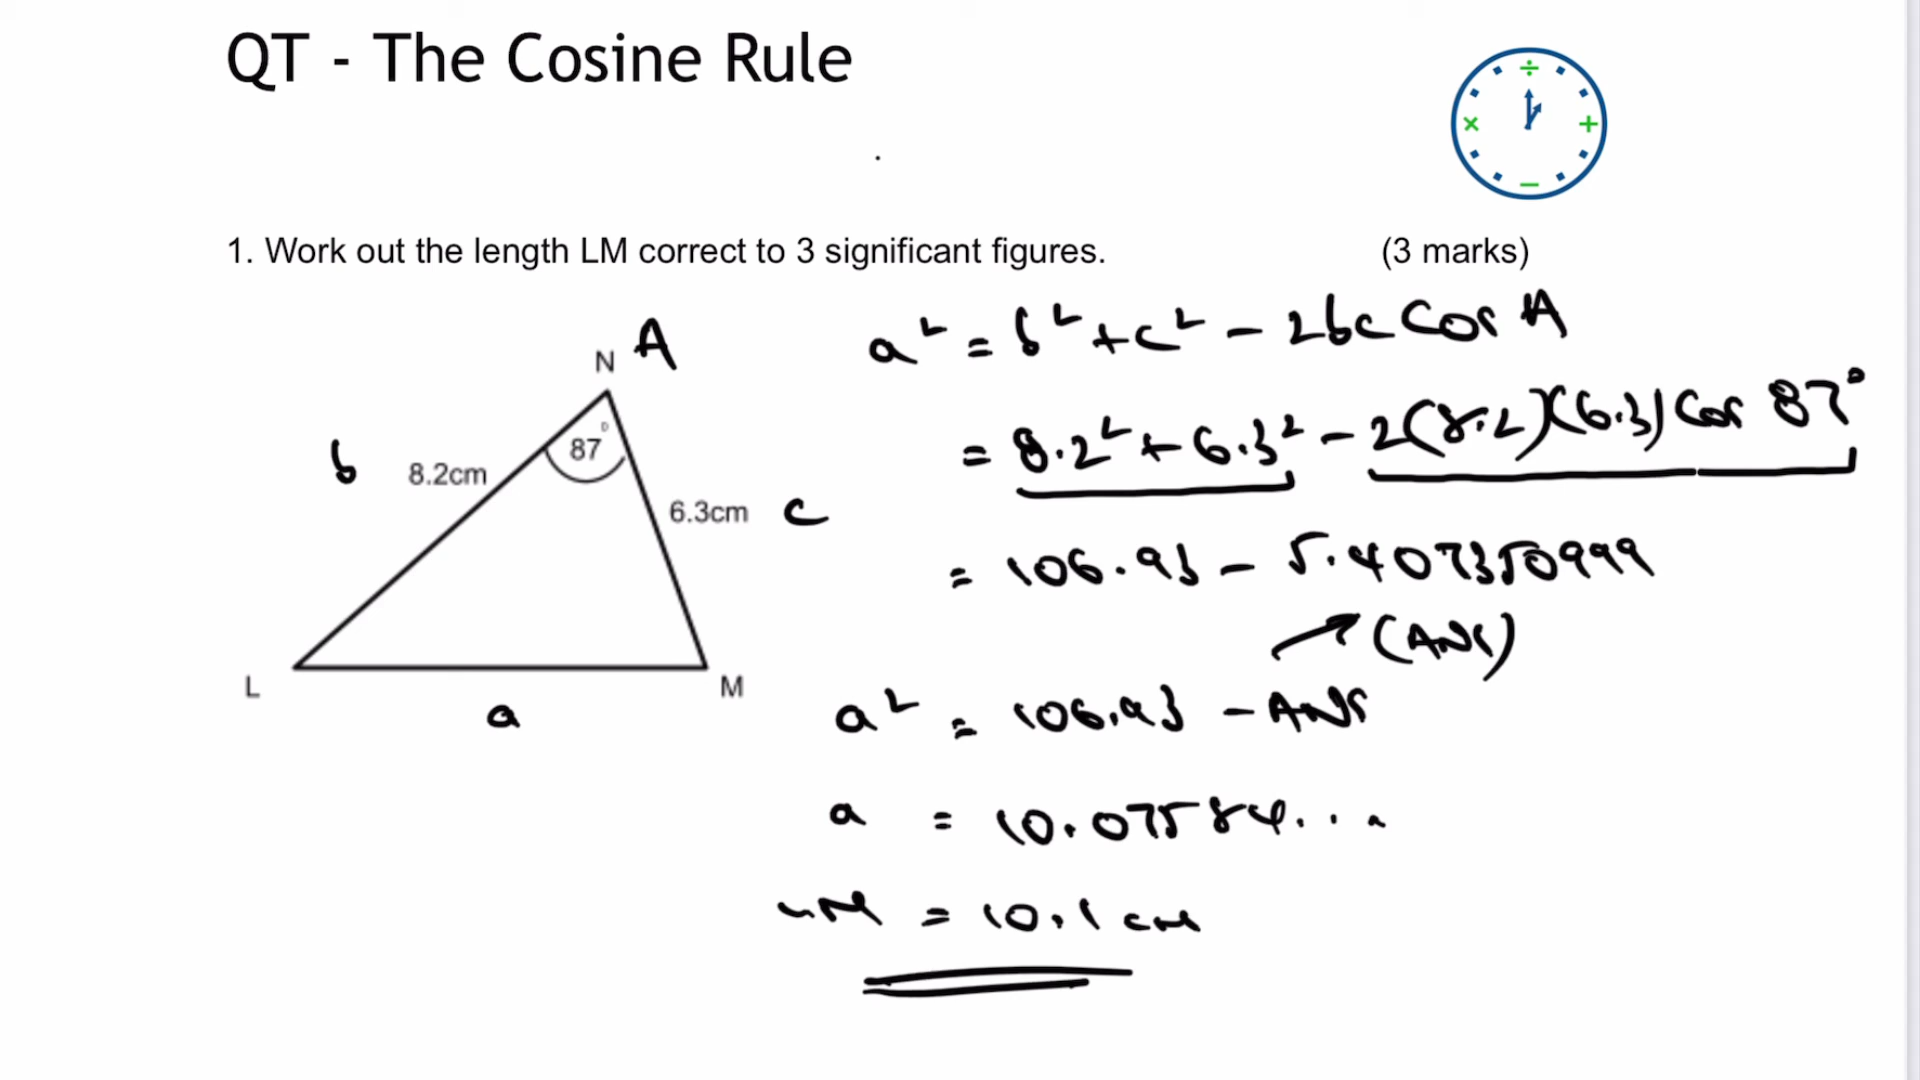 QT - The Cosine Rule
÷
× +
−
1. Work out the length LM correct to 3 significant figures. (3 marks)
a² = b² + c² - 2bc Cos A
N A
= 8.2² + 6.3² - 2(8.2)(6.3) Cos 87°
87°
b 8.2cm
6.3cm c
= 106.93 - 5.407350999
(ANS)
L M
a
a² = 106.93 - ANS
a = 10.07584...
LM = 10.1cm